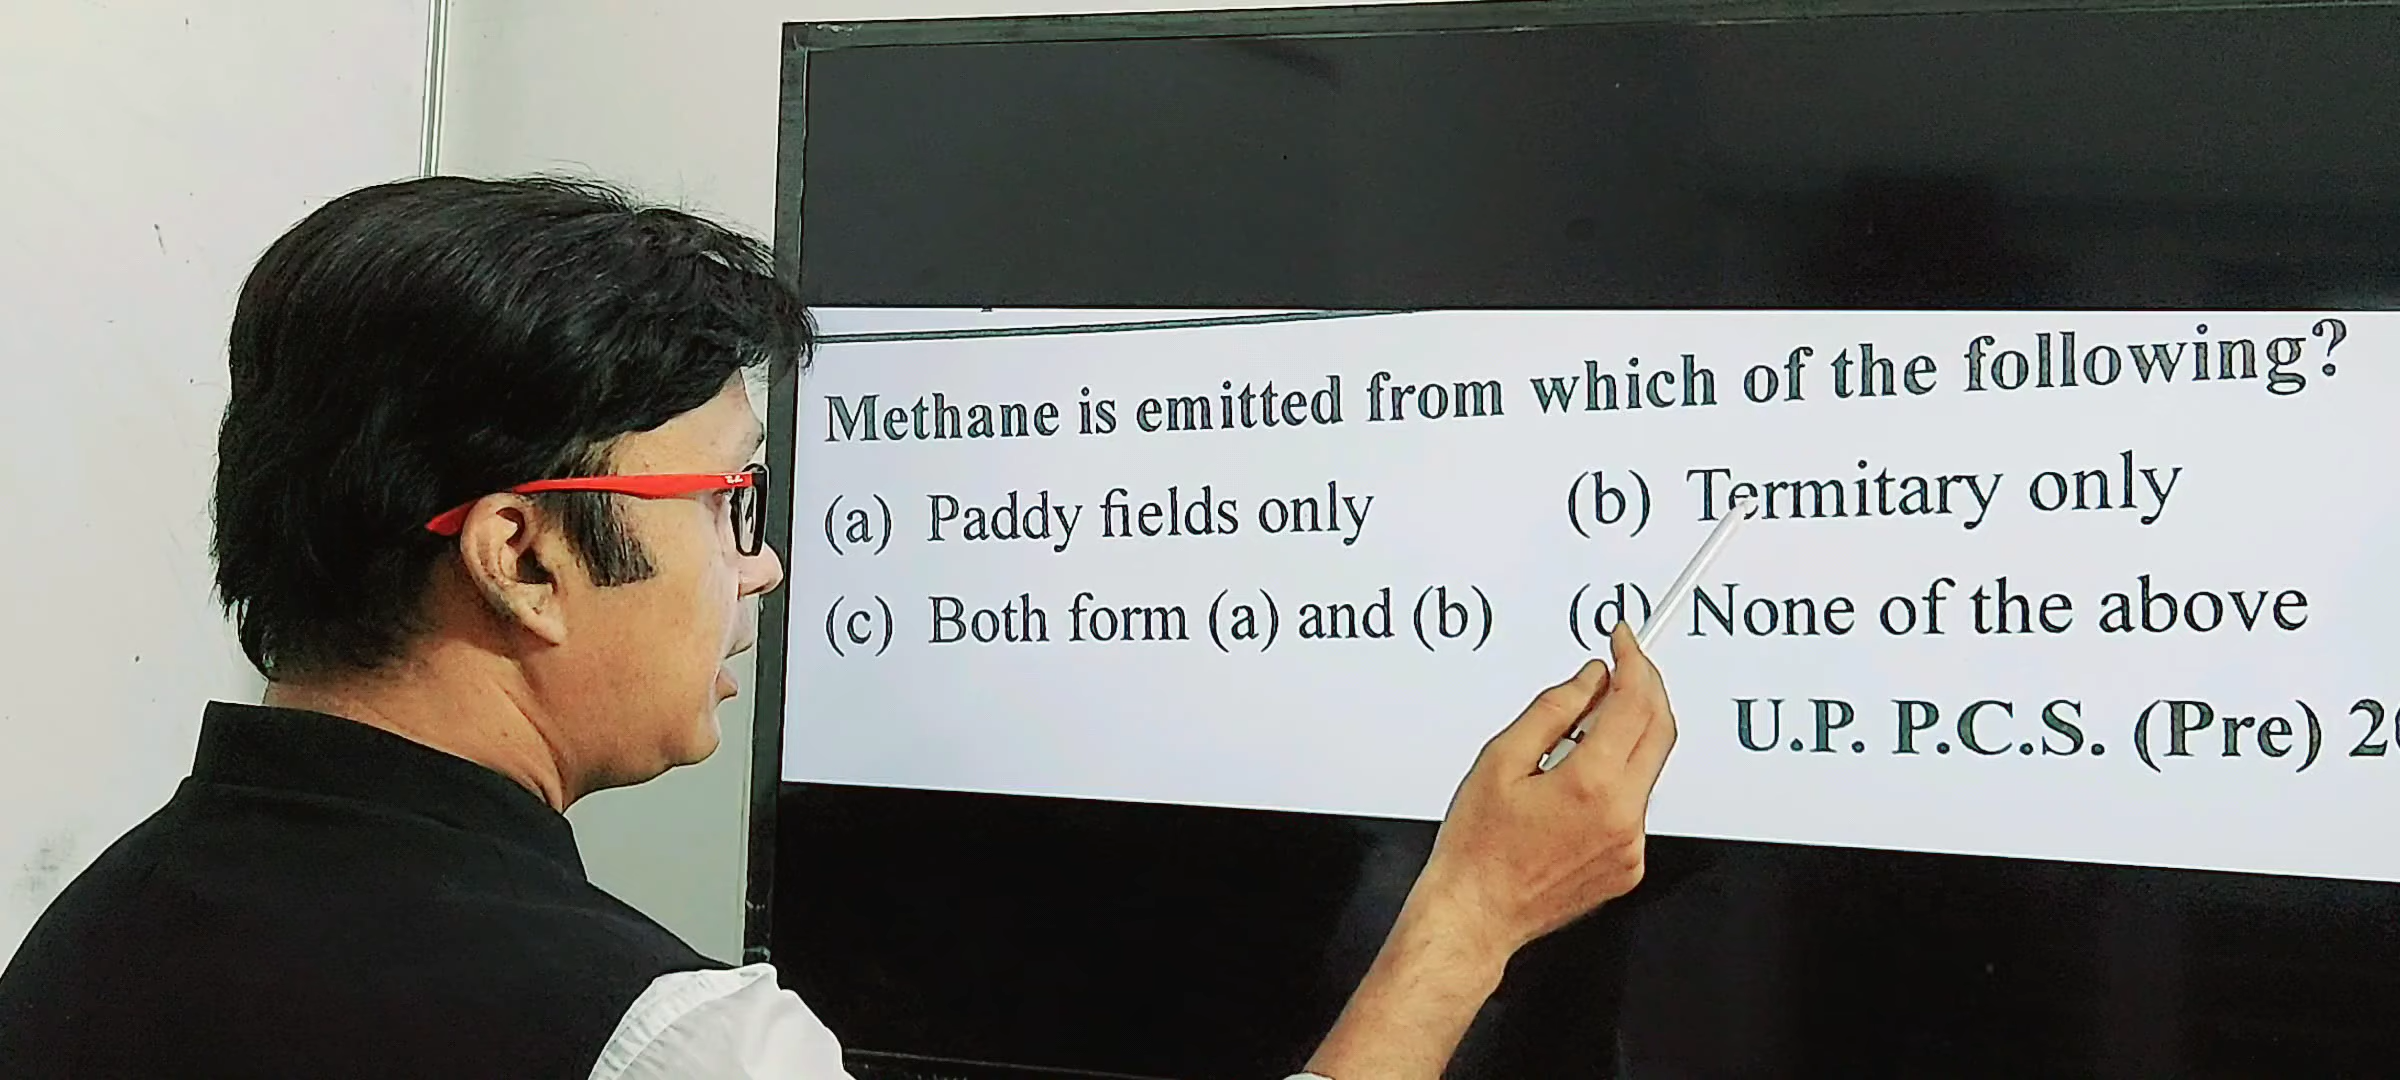 Methane is emitted from which of the following?
(a) Paddy fields only (b) Termitary only
(c) Both form (a) and (b) (d) None of the above
U.P. P.C.S. (Pre)